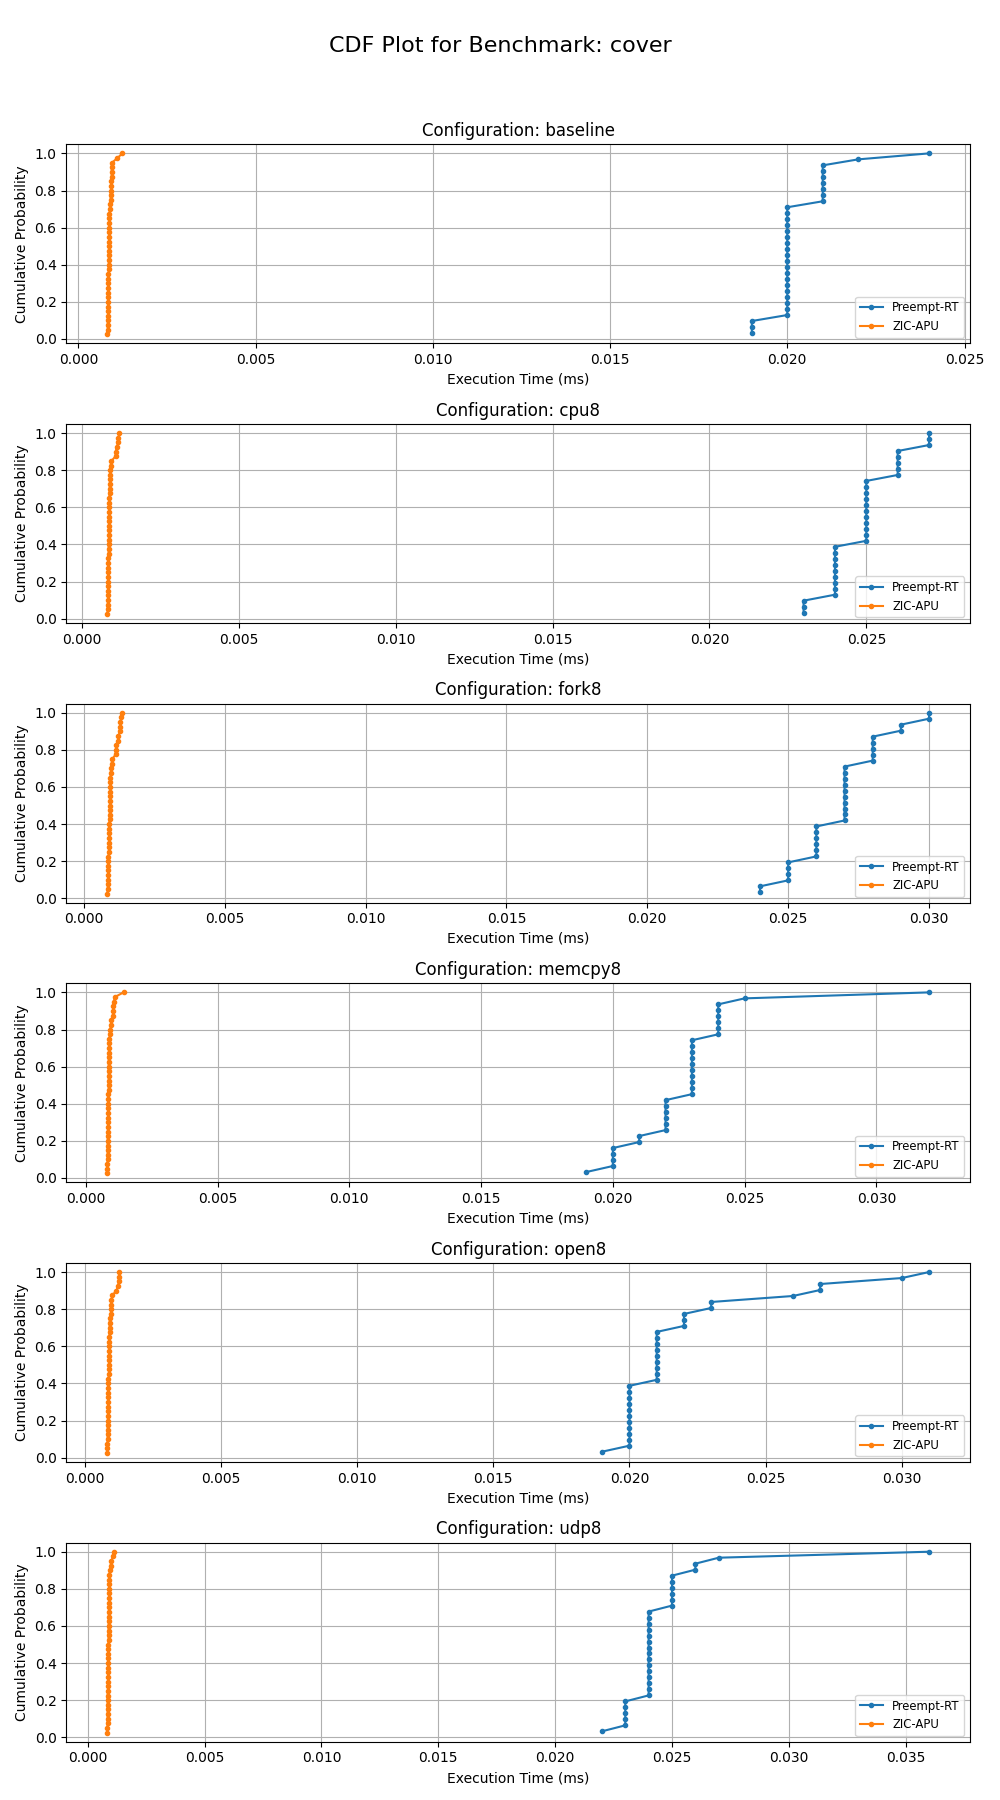 CDF Plot for Benchmark: cover
Configuration: baseline
Cumulative Probability
1.0
0.8
0.6
0.4
0.2
0.0
Preempt-RT
ZIC-APU
0.000 0.005 0.010 0.015 0.020 0.025
Execution Time (ms)
Configuration: cpu8
Cumulative Probability
1.0
0.8
0.6
0.4
0.2
0.0
Preempt-RT
ZIC-APU
0.000 0.005 0.010 0.015 0.020 0.025
Execution Time (ms)
Configuration: fork8
Cumulative Probability
1.0
0.8
0.6
0.4
0.2
0.0
Preempt-RT
ZIC-APU
0.000 0.005 0.010 0.015 0.020 0.025 0.030
Execution Time (ms)
Configuration: memcpy8
Cumulative Probability
1.0
0.8
0.6
0.4
0.2
0.0
Preempt-RT
ZIC-APU
0.000 0.005 0.010 0.015 0.020 0.025 0.030
Execution Time (ms)
Configuration: open8
Cumulative Probability
1.0
0.8
0.6
0.4
0.2
0.0
Preempt-RT
ZIC-APU
0.000 0.005 0.010 0.015 0.020 0.025 0.030
Execution Time (ms)
Configuration: udp8
Cumulative Probability
1.0
0.8
0.6
0.4
0.2
0.0
Preempt-RT
ZIC-APU
0.000 0.005 0.010 0.015 0.020 0.025 0.030 0.035
Execution Time (ms)